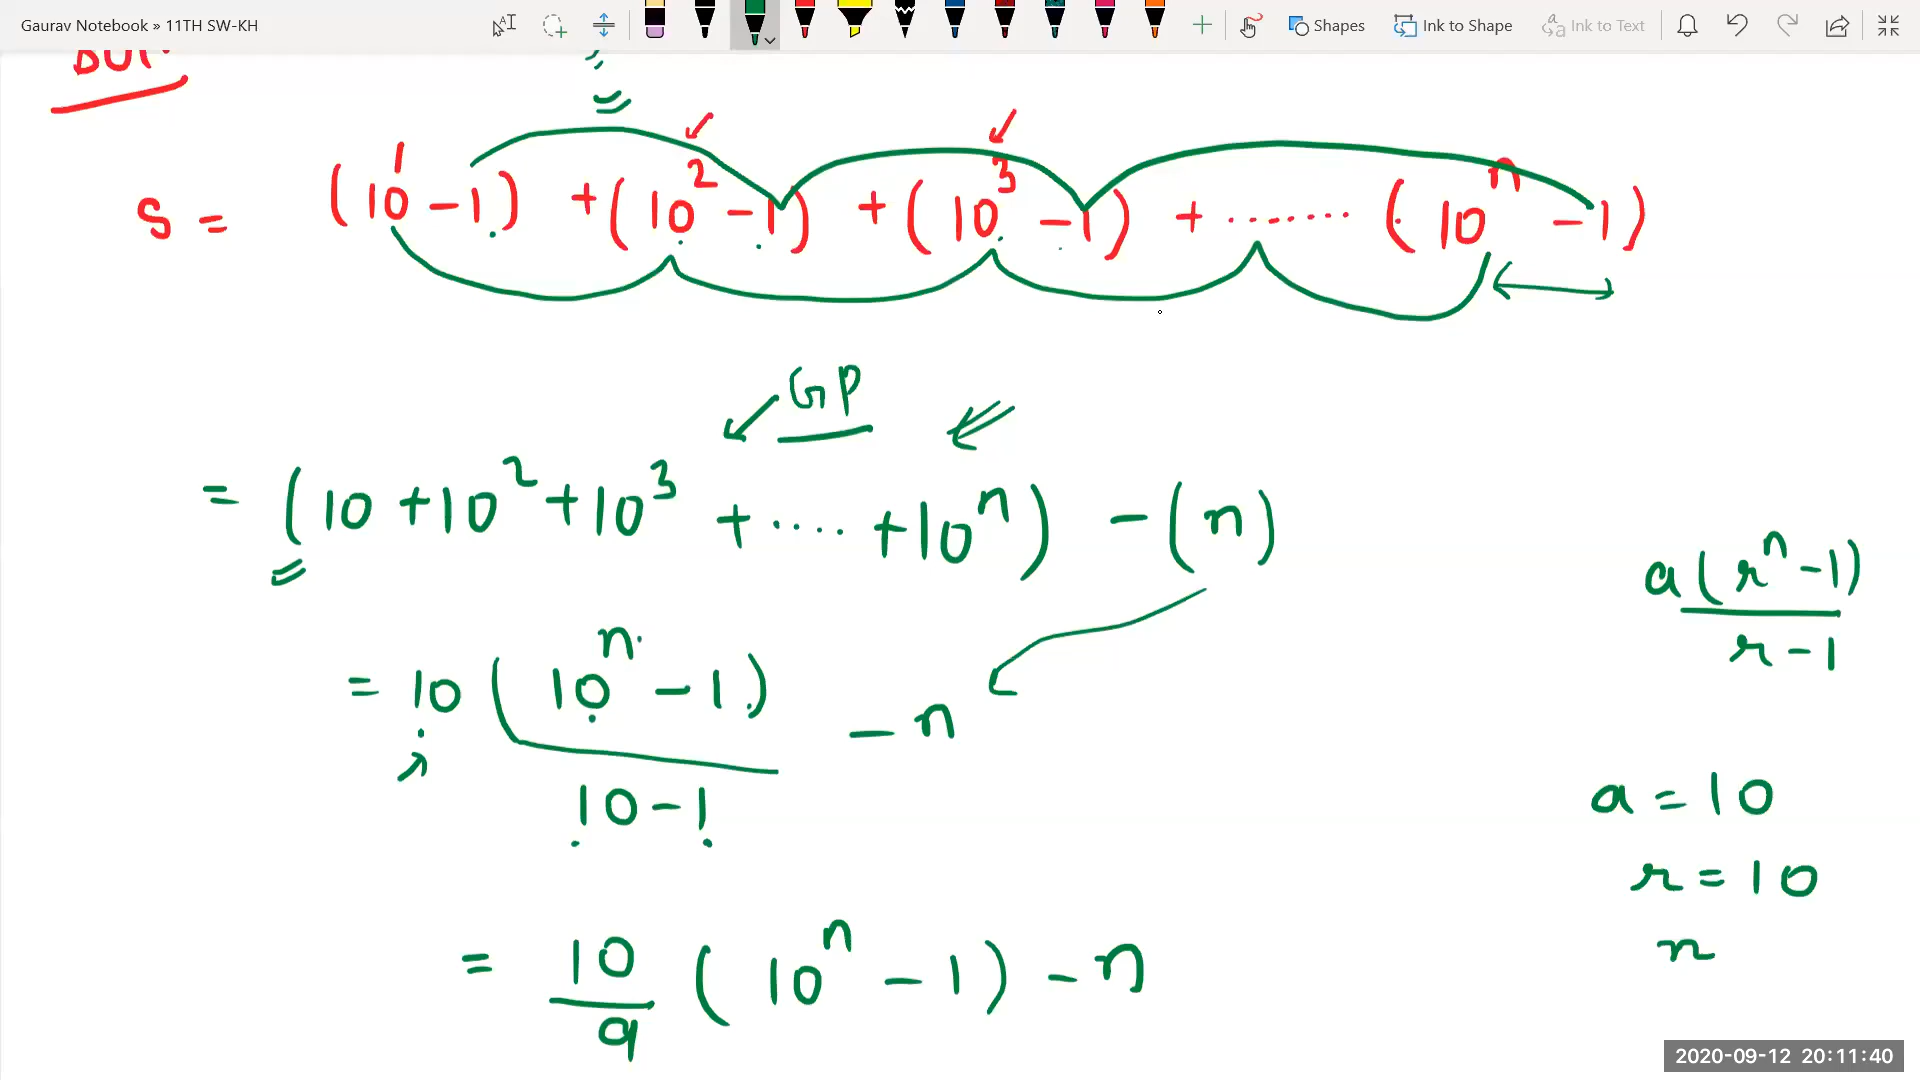 Gaurav Notebook » 11TH SW-KH
Shapes
Ink to Shape
Ink to Text
S = (10¹ -1) + (10² -1) + (10³ -1) + ........ (10ⁿ -1)
GP
= (10 + 10² + 10³ + .... + 10ⁿ) - (n)
a(rⁿ-1)
r-1
= 10 (10ⁿ - 1) - n
10-1
a = 10
r = 10
n
= 10/9 (10ⁿ - 1) - n
2020-09-12 20:11:40